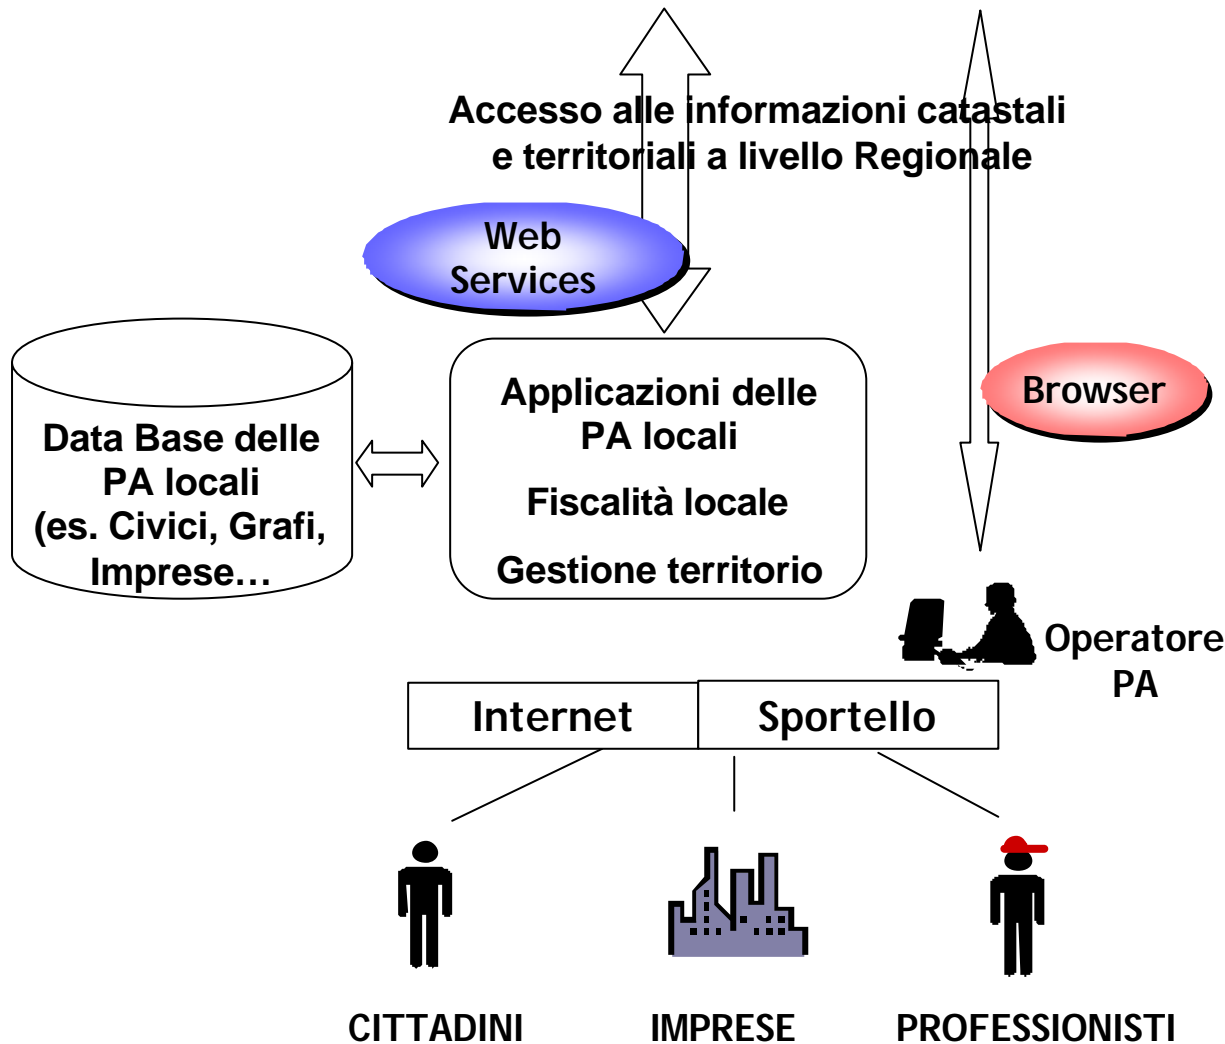 Accesso alle informazioni catastali
e territoriali a livello Regionale
Web
Services
Browser
Data Base delle
PA locali
(es. Civici, Grafi,
Imprese…
Applicazioni delle
PA locali
Fiscalità locale
Gestione territorio
Operatore
PA
Internet
Sportello
CITTADINI
IMPRESE
PROFESSIONISTI